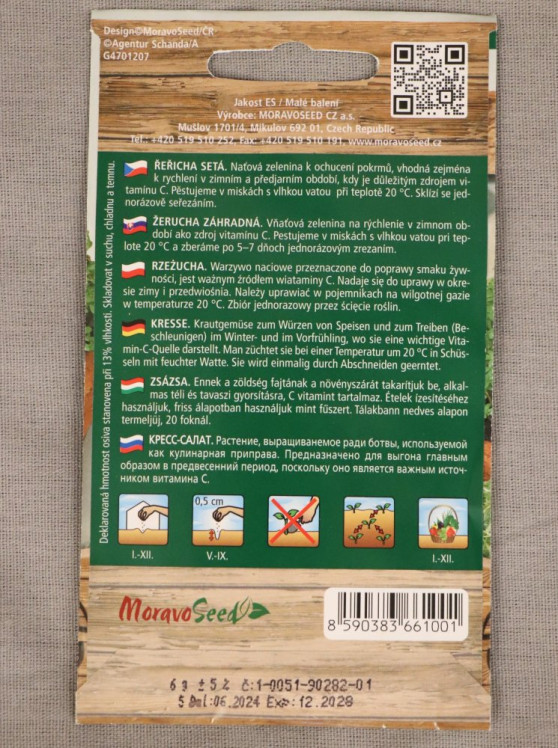 Design©MoravoSeed/ČR
©Agentur Schanda/A
G4701207
Jakost ES / Malé balení
Výrobce: MORAVOSEED CZ a.s.
Mušlov 1701/4, Mikulov 692 01, Czech Republic
Tel.: +420 519 510 252, Fax: +420 519 510 191, www.moravoseed.cz
ŘEŘICHA SETÁ. Naťová zelenina k ochucení pokrmů, vhodná zejména
k rychlení v zimním a předjarním období, kdy je důležitým zdrojem vi-
tamínu C. Pěstujeme v miskách s vlhkou vatou při teplotě 20 °C. Sklízí se jed-
norázově seřezáním.
ŽERUCHA ZÁHRADNÁ. Vňaťová zelenina na rýchlenie v zimnom ob-
dobí ako zdroj vitamínu C. Pestujeme v miskách s vlhkou vatou pri tep-
lote 20 °C a zberáme po 5–7 dňoch jednorázovým zrezaním.
RZEŻUCHA. Warzywo naciowe przeznaczone do poprawy smaku żyw-
ności, jest ważnym źródłem wiataminy C. Nadaje się do uprawy w okre-
sie zimy i przedwiośnia. Należy uprawiać w pojemnikach na wilgotnej gazie
w temperaturze 20 °C. Zbiór jednorazowy przez ścięcie roślin.
KRESSE. Krautgemüse zum Würzen von Speisen und zum Treiben (Be-
schleunigen) im Winter- und im Vorfrühling, wo sie eine wichtige Vita-
min-C-Quelle darstellt. Man züchtet sie bei einer Temperatur um 20 °C in Schüs-
seln mit feuchter Watte. Sie wird einmalig durch Abschneiden geerntet.
ZSÁZSA. Ennek a zöldség fajtának a növényszárát takarítjuk be, alkal-
mas téli és tavaszi gyorsításra, C vitamint tartalmaz. Ételek ízesítéséhez
használjuk, friss álapotban használjuk mint fűszert. Tálakbann nedves alapon
termeljüj, 20 foknál.
КРЕСС-САЛАТ. Растение, выращиванемое ради ботвы, используемой
как кулинарная приправа. Предназначено для выгона главным
образом в предвесенний период, поскольку оно является важным источ-
ником витамина C.
Deklarovaná hmotnost osiva stanovena při 13% vlhkosti. Skladovat v suchu, chladnu a temnu.
0,5 cm
I.-XII.
V.-IX.
I.-XII.
MoravoSeed
8 590383 661001
6 g ± 5 % č:1-0051-90282-01
S Dol:06.2024 Exp:12.2028